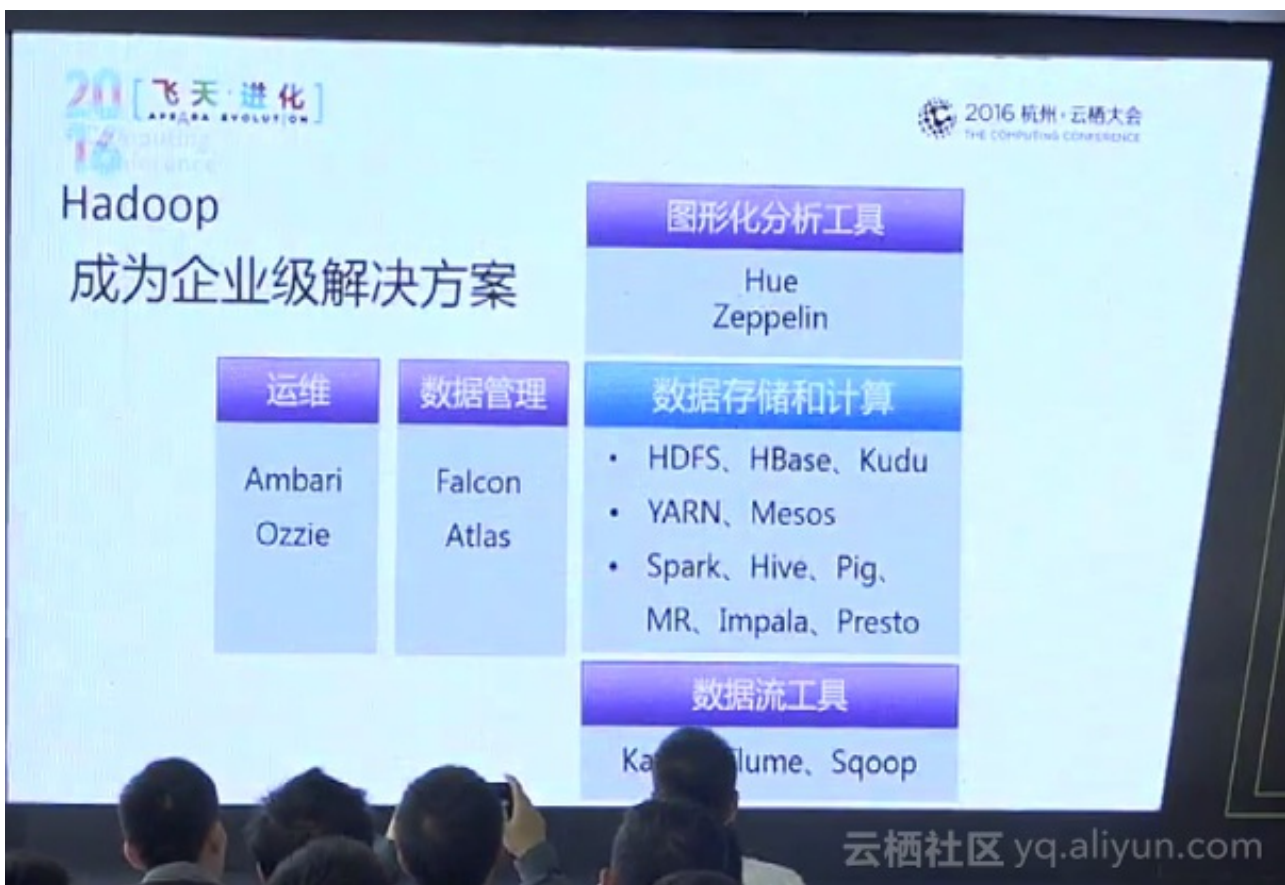 2016
[飞天·进化]
APSARA EVOLUTION
Computing
Conference
2016 杭州·云栖大会
THE COMPUTING CONFERENCE
Hadoop
成为企业级解决方案
图形化分析工具
Hue
Zeppelin
运维
Ambari
Ozzie
数据管理
Falcon
Atlas
数据存储和计算
• HDFS、HBase、Kudu
• YARN、Mesos
• Spark、Hive、Pig、
MR、Impala、Presto
数据流工具
Sqoop
云栖社区 yq.aliyun.com